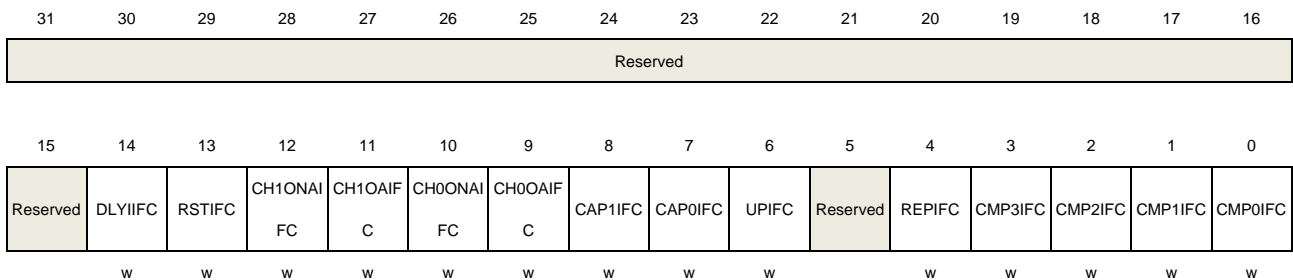 31 30 29 28 27 26 25 24 23 22 21 20 19 18 17 16
Reserved
15 14 13 12 11 10 9 8 7 6 5 4 3 2 1 0
Reserved DLYIIFC RSTIFC CH1ONAI FC CH1OAIF C CH0ONAI FC CH0OAIF C CAP1IFC CAP0IFC UPIFC Reserved REPIFC CMP3IFC CMP2IFC CMP1IFC CMP0IFC
w w w w w w w w w w w w w w